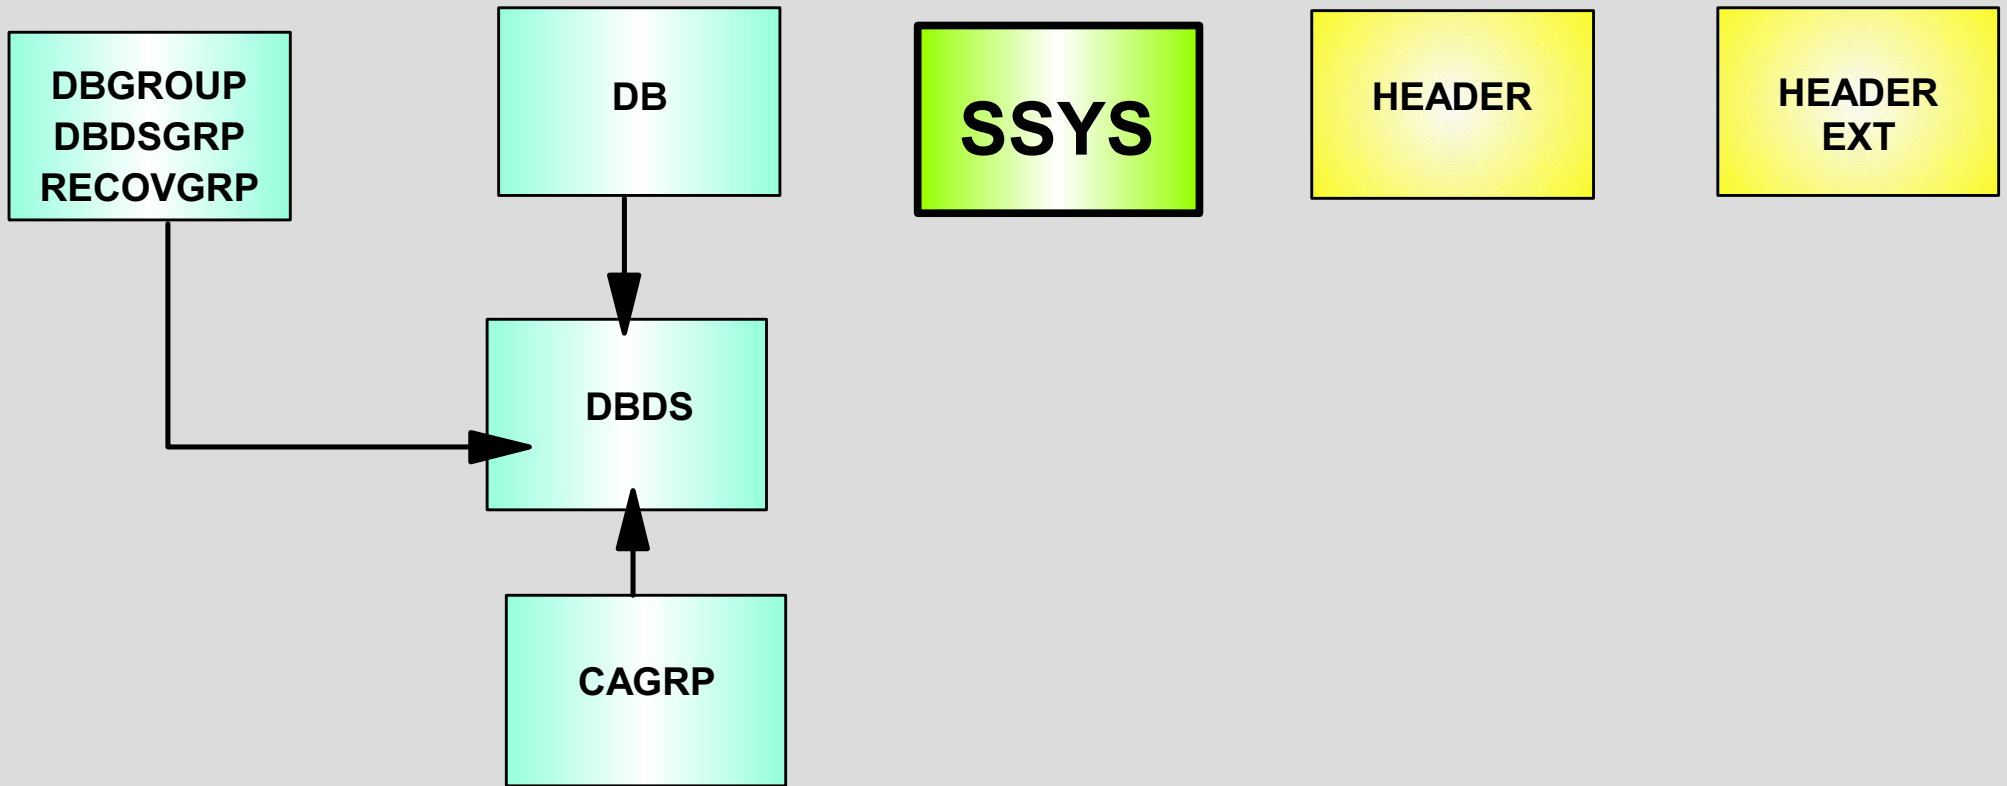 DBGROUP
DBDSGRP
RECOVGRP
DB
SSYS
HEADER
HEADER
EXT
DBDS
CAGRP